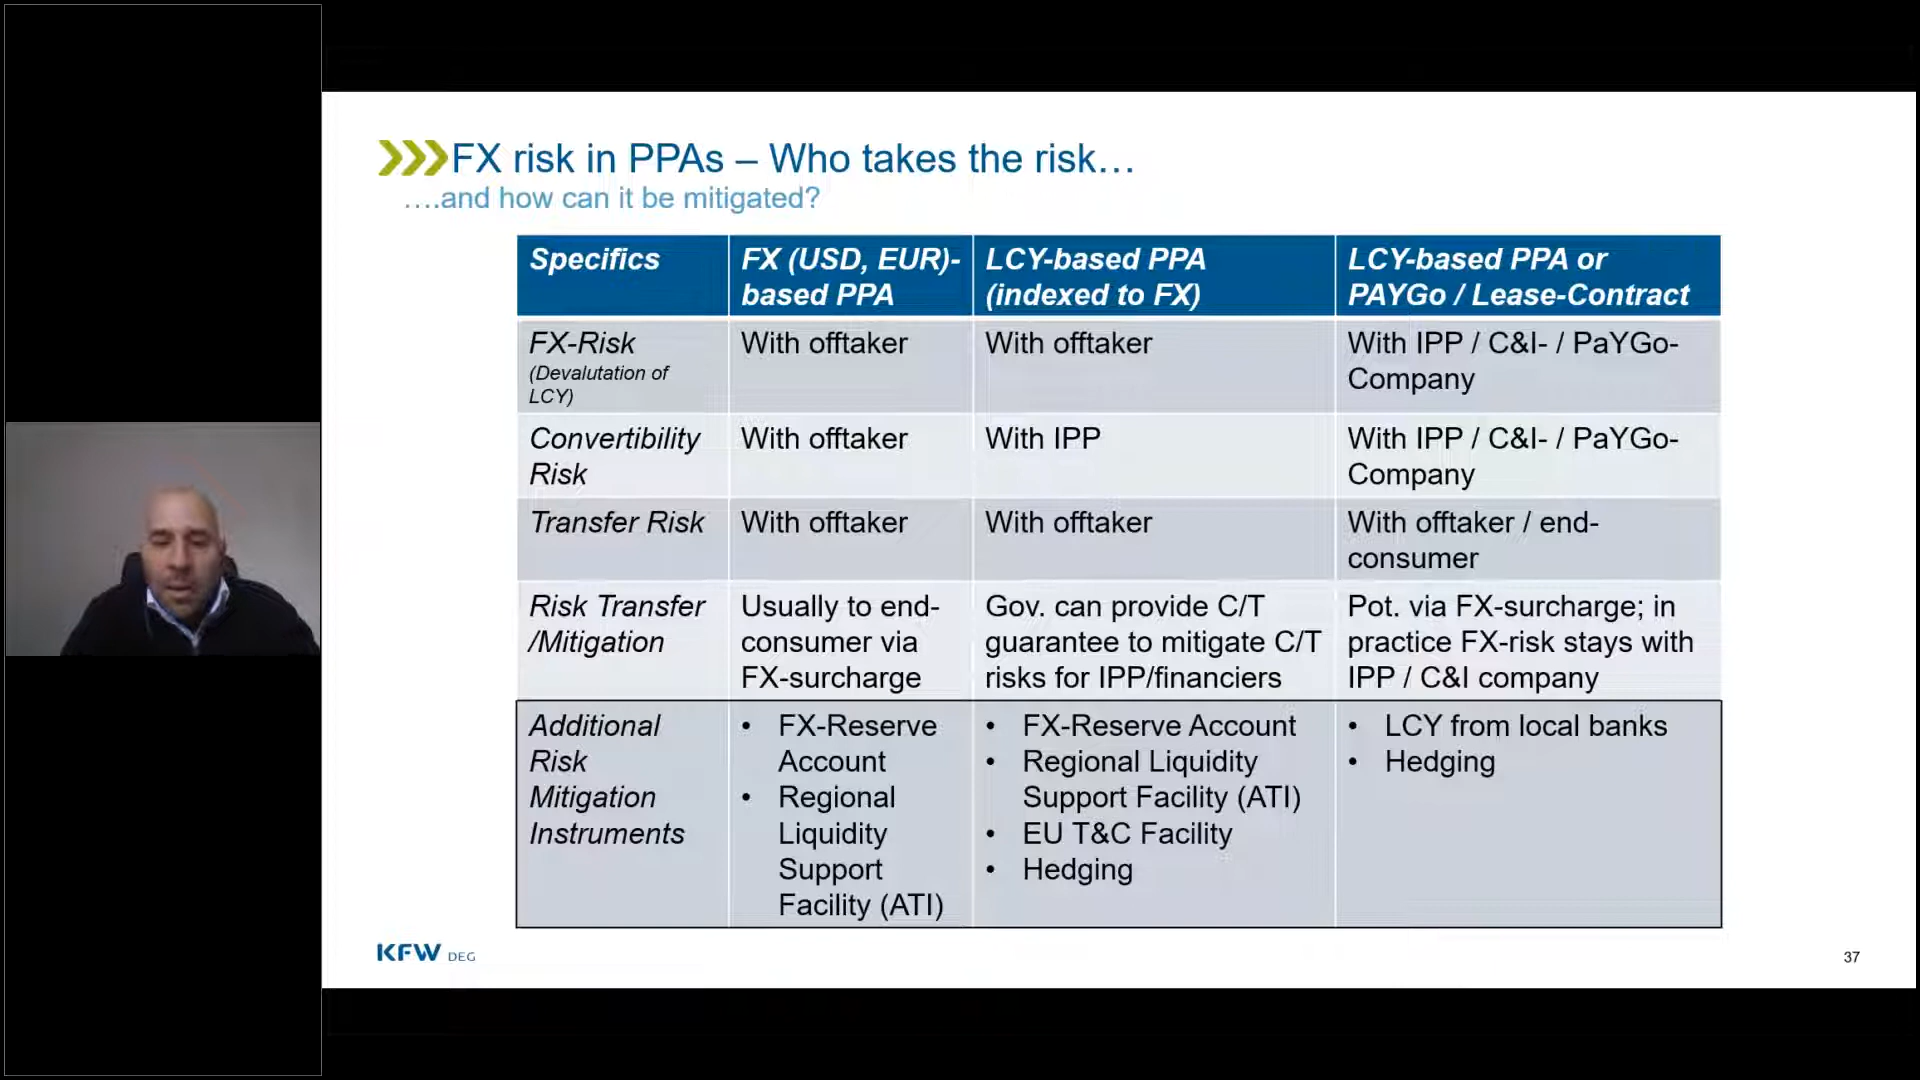 FX risk in PPAs – Who takes the risk…
….and how can it be mitigated?
Specifics
FX (USD, EUR)-
based PPA
LCY-based PPA
(indexed to FX)
LCY-based PPA or
PAYGo / Lease-Contract
FX-Risk
(Devalutation of
LCY)
With offtaker
With offtaker
With IPP / C&I- / PaYGo-
Company
Convertibility
Risk
With offtaker
With IPP
With IPP / C&I- / PaYGo-
Company
Transfer Risk
With offtaker
With offtaker
With offtaker / end-
consumer
Risk Transfer
/Mitigation
Usually to end-
consumer via
FX-surcharge
Gov. can provide C/T
guarantee to mitigate C/T
risks for IPP/financiers
Pot. via FX-surcharge; in
practice FX-risk stays with
IPP / C&I company
Additional
Risk
Mitigation
Instruments
• FX-Reserve
Account
• Regional
Liquidity
Support
Facility (ATI)
• FX-Reserve Account
• Regional Liquidity
Support Facility (ATI)
• EU T&C Facility
• Hedging
• LCY from local banks
• Hedging
KFW DEG
37